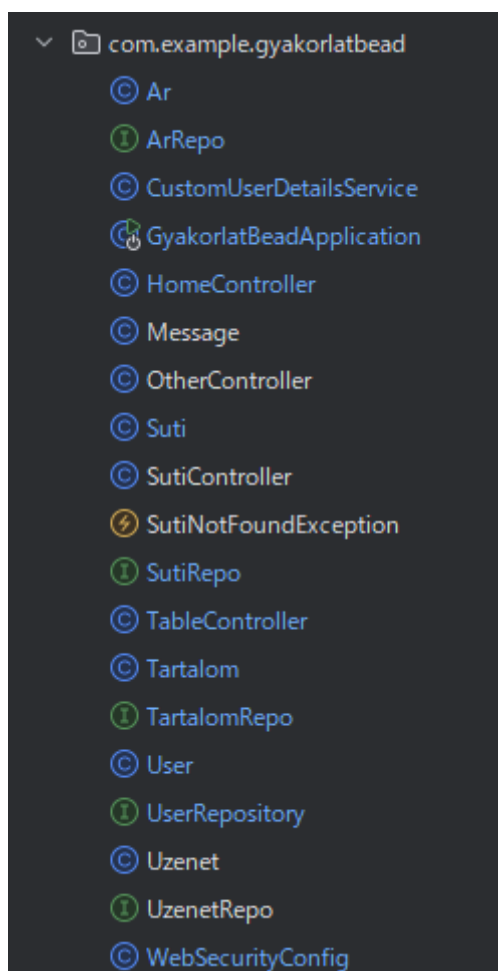 com.example.gyakorlatbead
Ar
ArRepo
CustomUserDetailsService
GyakorlatBeadApplication
HomeController
Message
OtherController
Suti
SutiController
SutiNotFoundException
SutiRepo
TableController
Tartalom
TartalomRepo
User
UserRepository
Uzenet
UzenetRepo
WebSecurityConfig